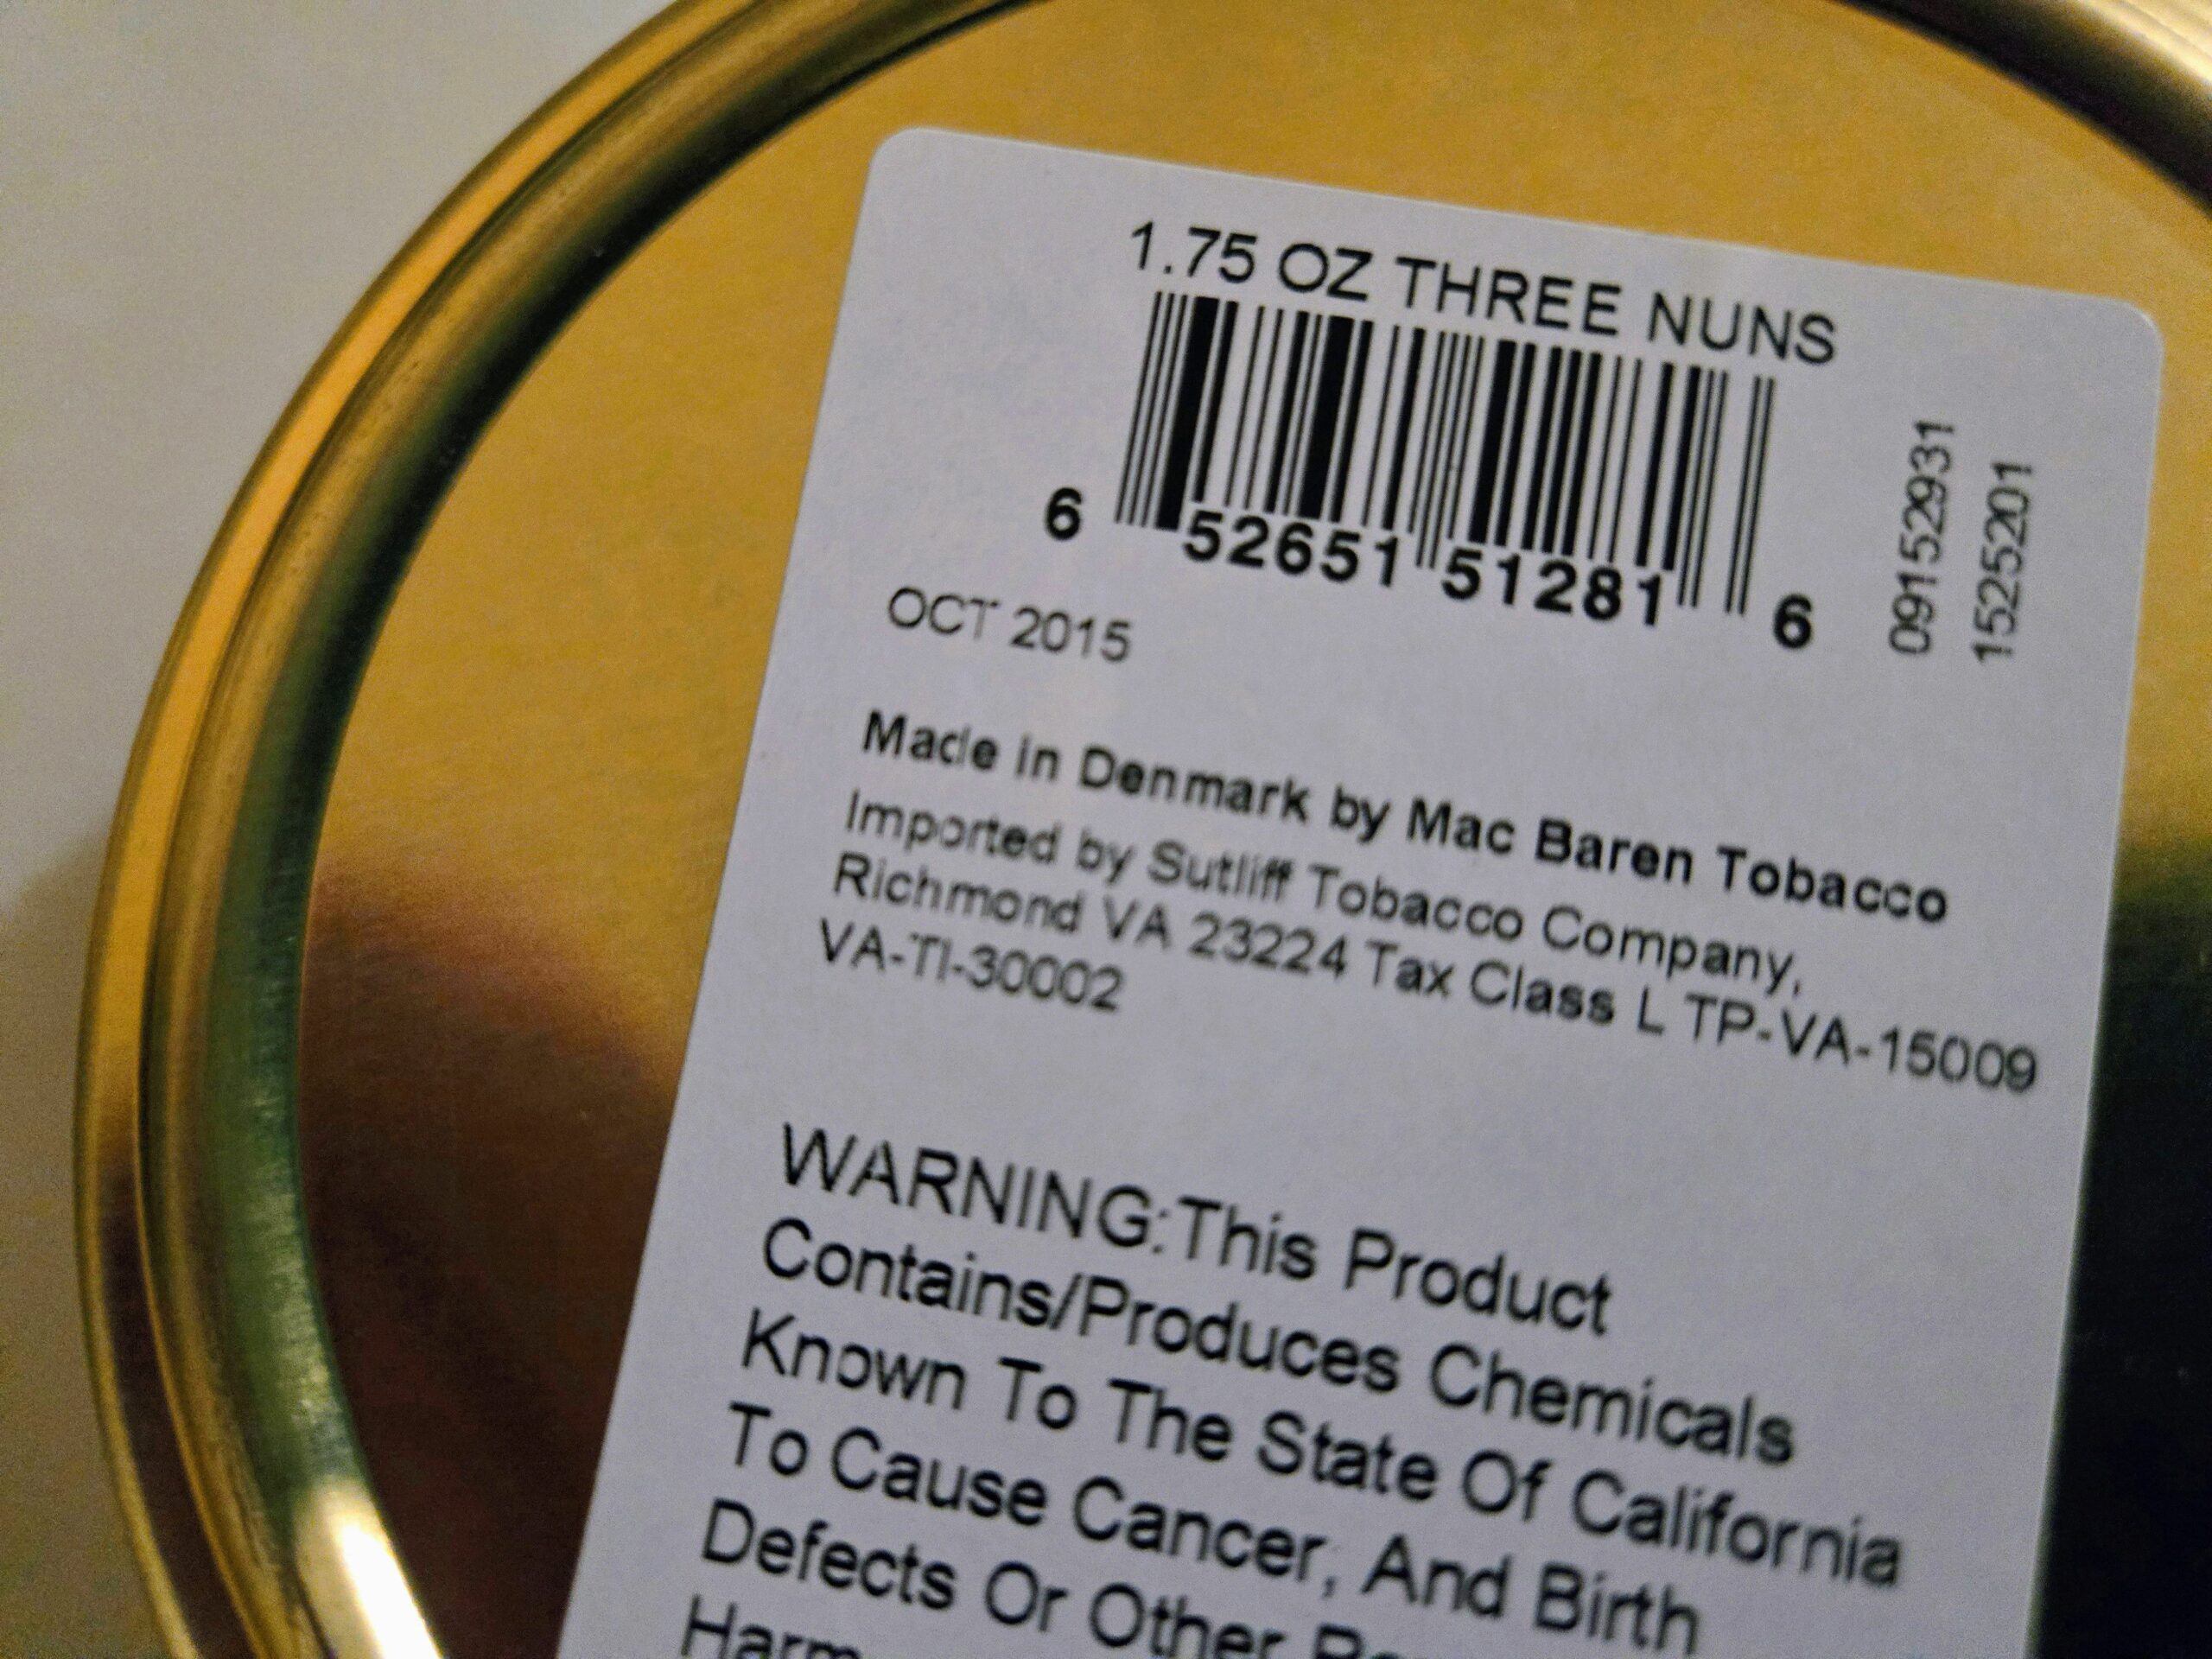 1.75 OZ THREE NUNS
6 52651 51281 6
09152931
1525201
OCT 2015
Made in Denmark by Mac Baren Tobacco
Imported by Sutliff Tobacco Company,
Richmond VA 23224 Tax Class L TP-VA-15009
VA-TI-30002
WARNING:This Product
Contains/Produces Chemicals
Known To The State Of California
To Cause Cancer, And Birth
Defects Or Other
Harm